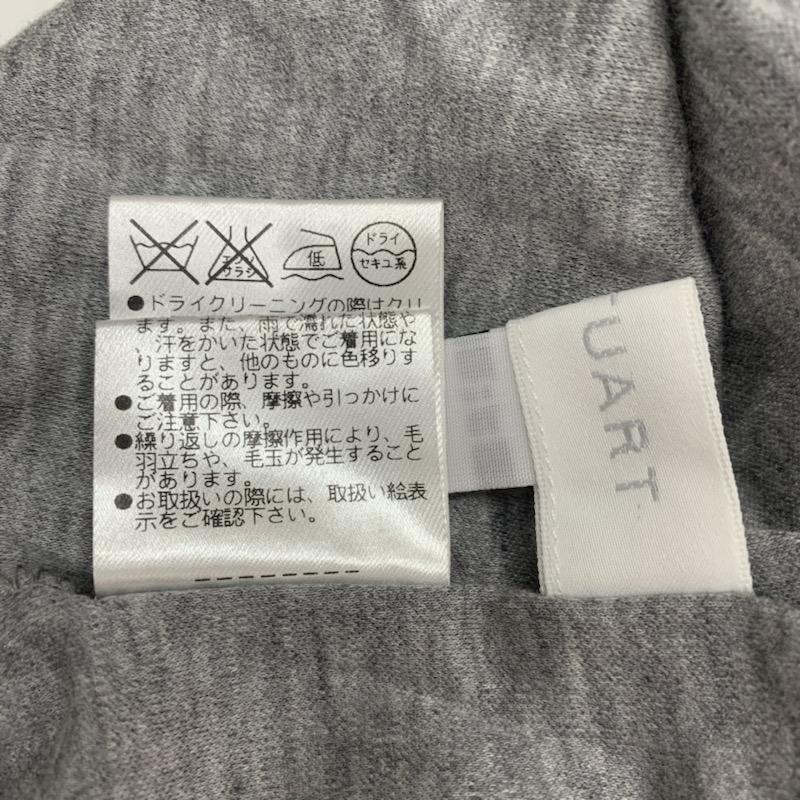 エンソ
サラシ
低
ドライ
セキユ系
●ドライクリーニングの際はクリ
ます。また、雨で濡れた状態や
、汗をかいた状態でご着用にな
りますと、他のものに色移りす
ることがあります。
●ご着用の際、摩擦や引っかけに
ご注意下さい。
●繰り返しの摩擦作用により、毛
羽立ちや、毛玉が発生すること
があります。
●お取扱いの際には、取扱い絵表
示をご確認下さい。
TUART